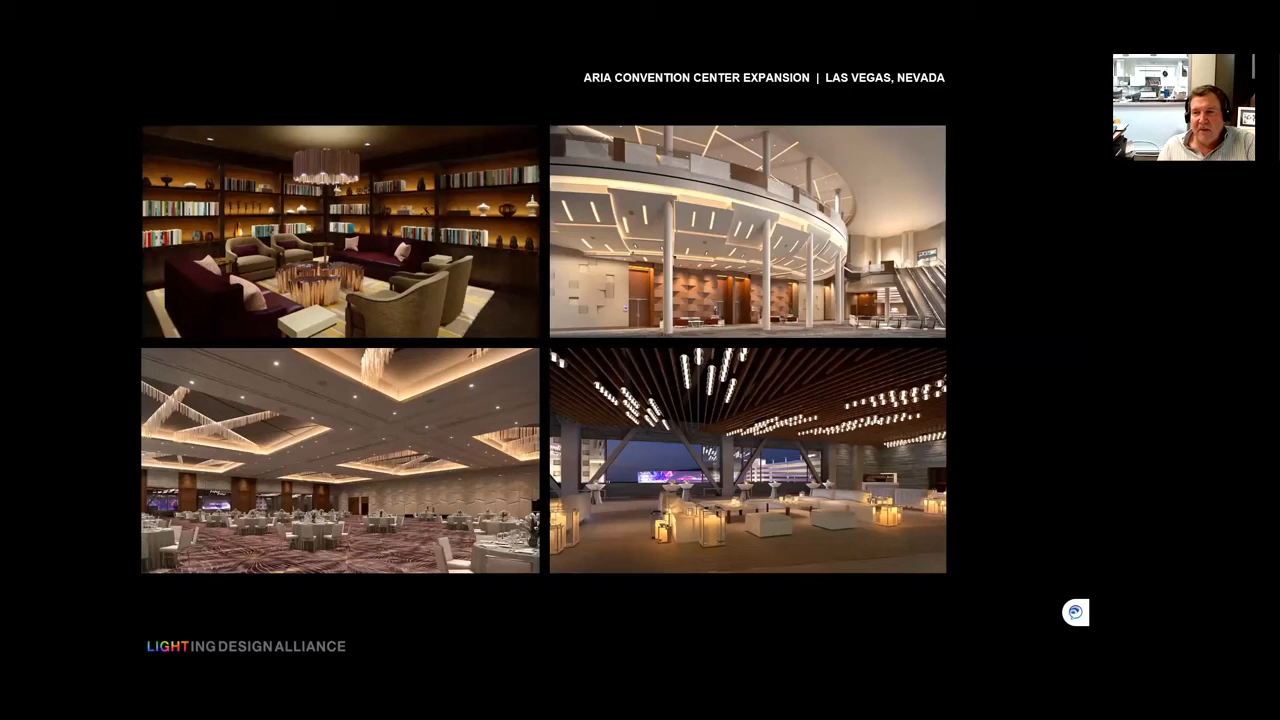 ARIA CONVENTION CENTER EXPANSION | LAS VEGAS, NEVADA
LIGHTING DESIGN ALLIANCE